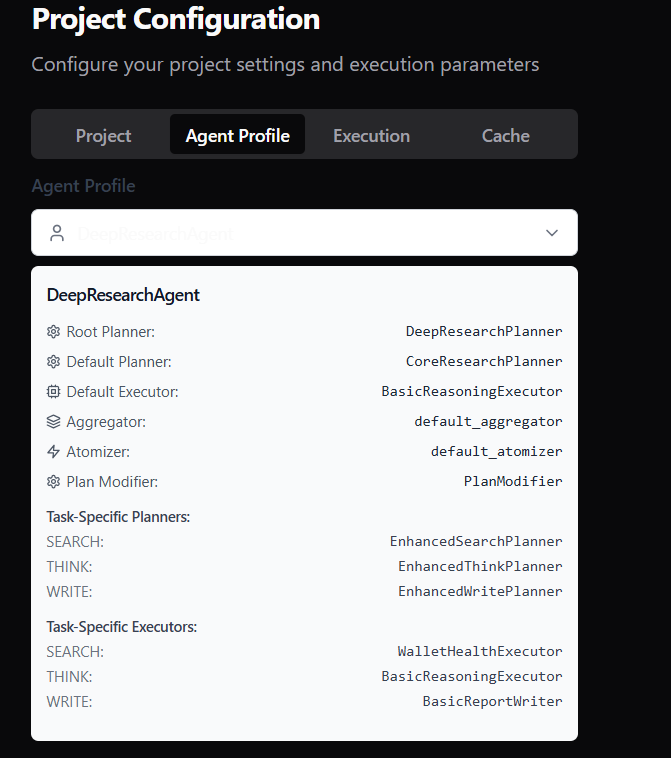 Project Configuration
Configure your project settings and execution parameters
Project Agent Profile Execution Cache
Agent Profile
DeepResearchAgent
DeepResearchAgent
Root Planner: DeepResearchPlanner
Default Planner: CoreResearchPlanner
Default Executor: BasicReasoningExecutor
Aggregator: default_aggregator
Atomizer: default_atomizer
Plan Modifier: PlanModifier
Task-Specific Planners:
SEARCH: EnhancedSearchPlanner
THINK: EnhancedThinkPlanner
WRITE: EnhancedWritePlanner
Task-Specific Executors:
SEARCH: WalletHealthExecutor
THINK: BasicReasoningExecutor
WRITE: BasicReportWriter